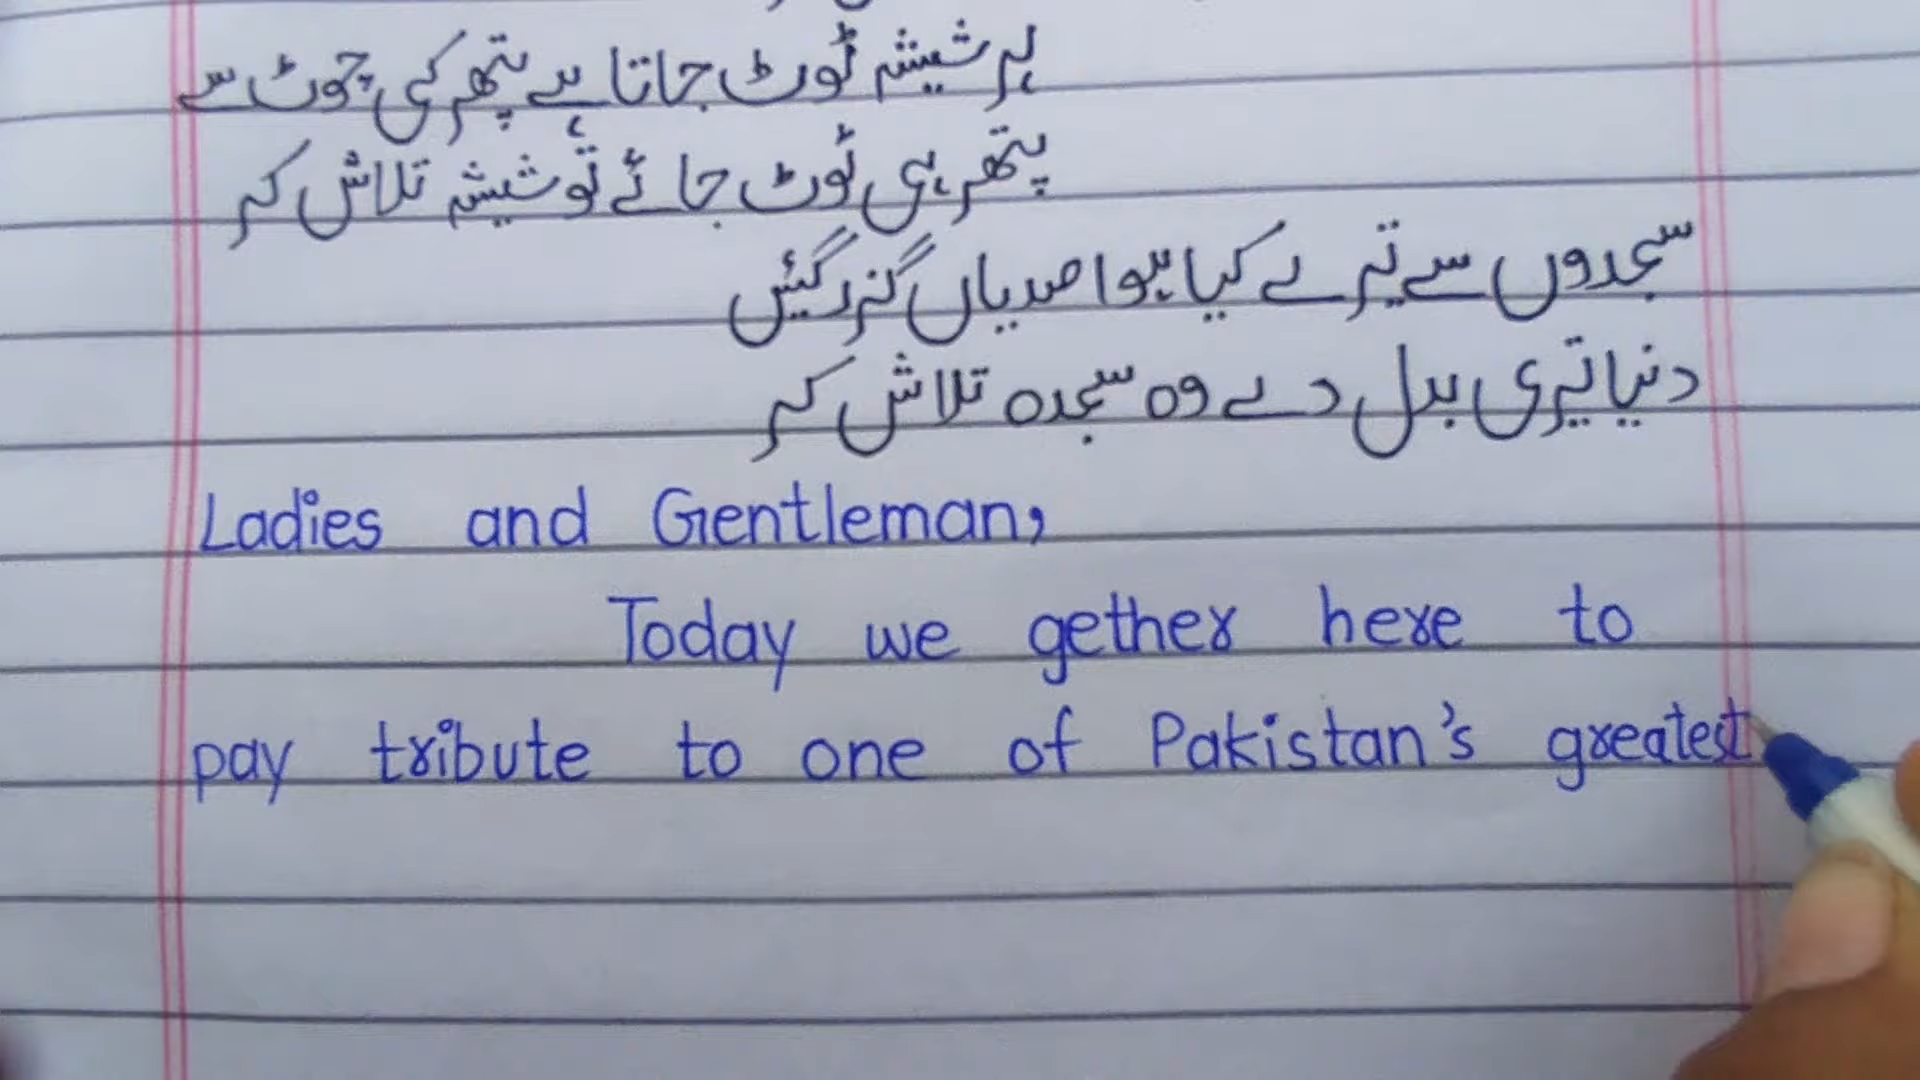 ہر شیشہ ٹوٹ جاتا ہے پتھر کی چوٹ سے
پتھر ہی ٹوٹ جائے تو شیشہ تلاش کر
سجدوں سے تیرے کیا ہوا صدیاں گزر گئیں
دنیا تیری بدل دے وہ سجدہ تلاش کر
Ladies and Gentleman,
Today we gether here to
pay tribute to one of Pakistan's greatest